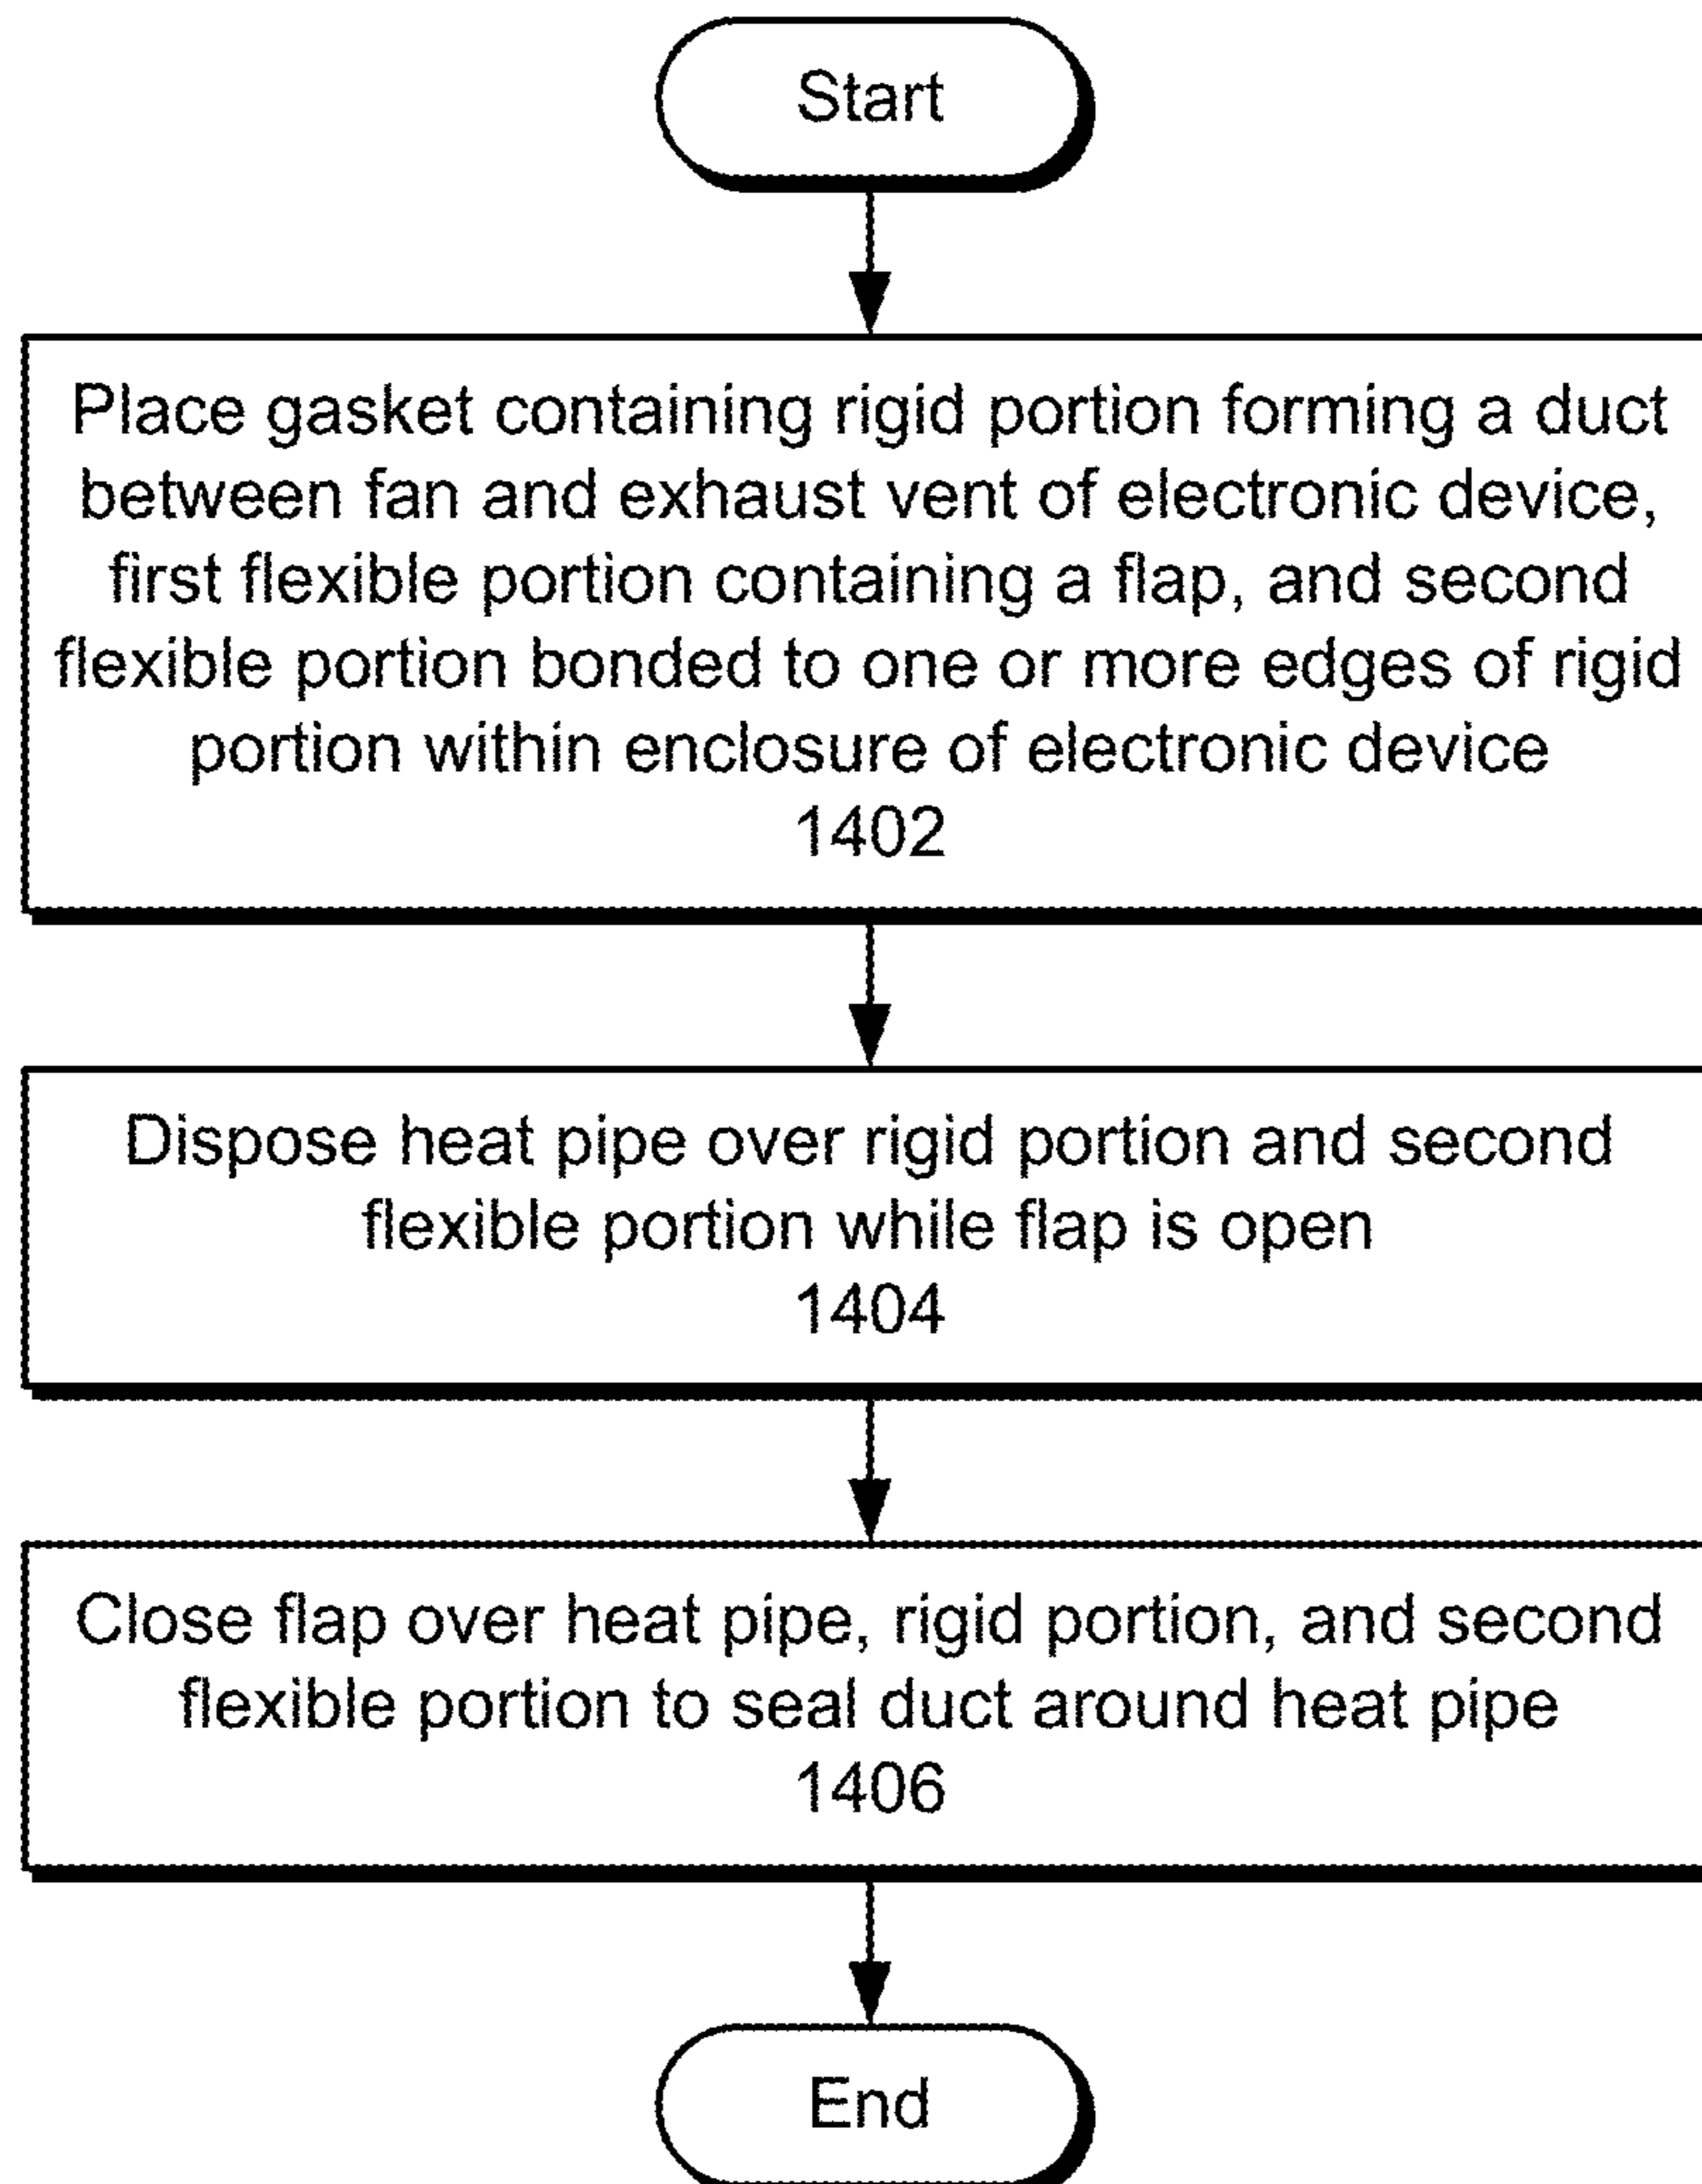 Start
Place gasket containing rigid portion forming a duct
between fan and exhaust vent of electronic device,
first flexible portion containing a flap, and second
flexible portion bonded to one or more edges of rigid
portion within enclosure of electronic device
1402
Dispose heat pipe over rigid portion and second
flexible portion while flap is open
1404
Close flap over heat pipe, rigid portion, and second
flexible portion to seal duct around heat pipe
1406
End